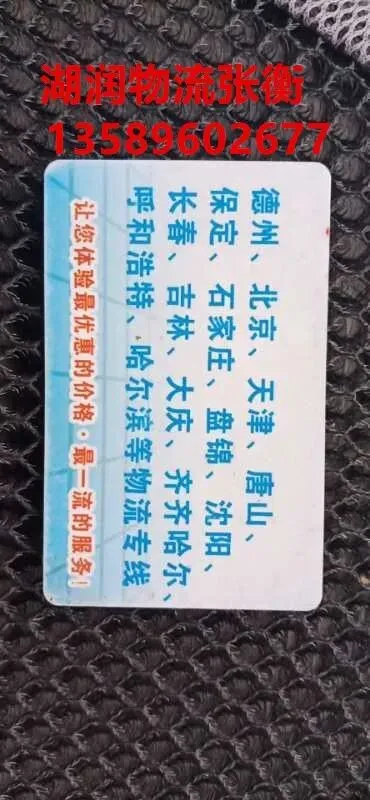 湖润物流张衡
13589602677
德州、北京、天津、唐山、
保定、石家庄、盘锦、沈阳、
长春、吉林、大庆、齐齐哈尔、
呼和浩特、哈尔滨等物流专线
让您体验最优惠的价格·最一流的服务！